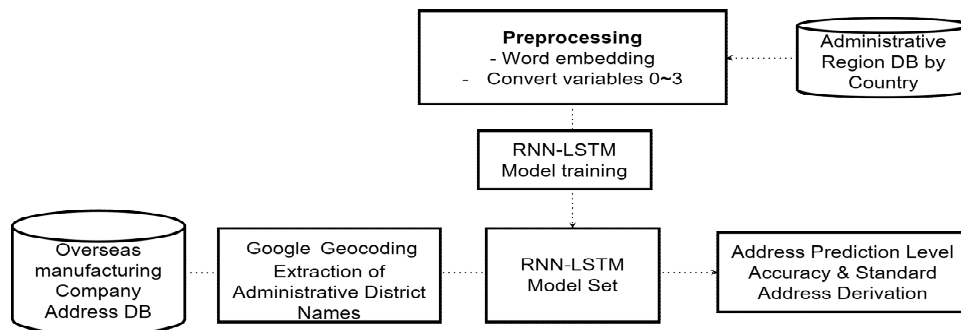 Preprocessing
- Word embedding
- Convert variables 0~3
Administrative
Region DB by
Country
RNN-LSTM
Model training
Overseas
manufacturing
Company
Address DB
Google Geocoding
Extraction of
Administrative District
Names
RNN-LSTM
Model Set
Address Prediction Level
Accuracy & Standard
Address Derivation